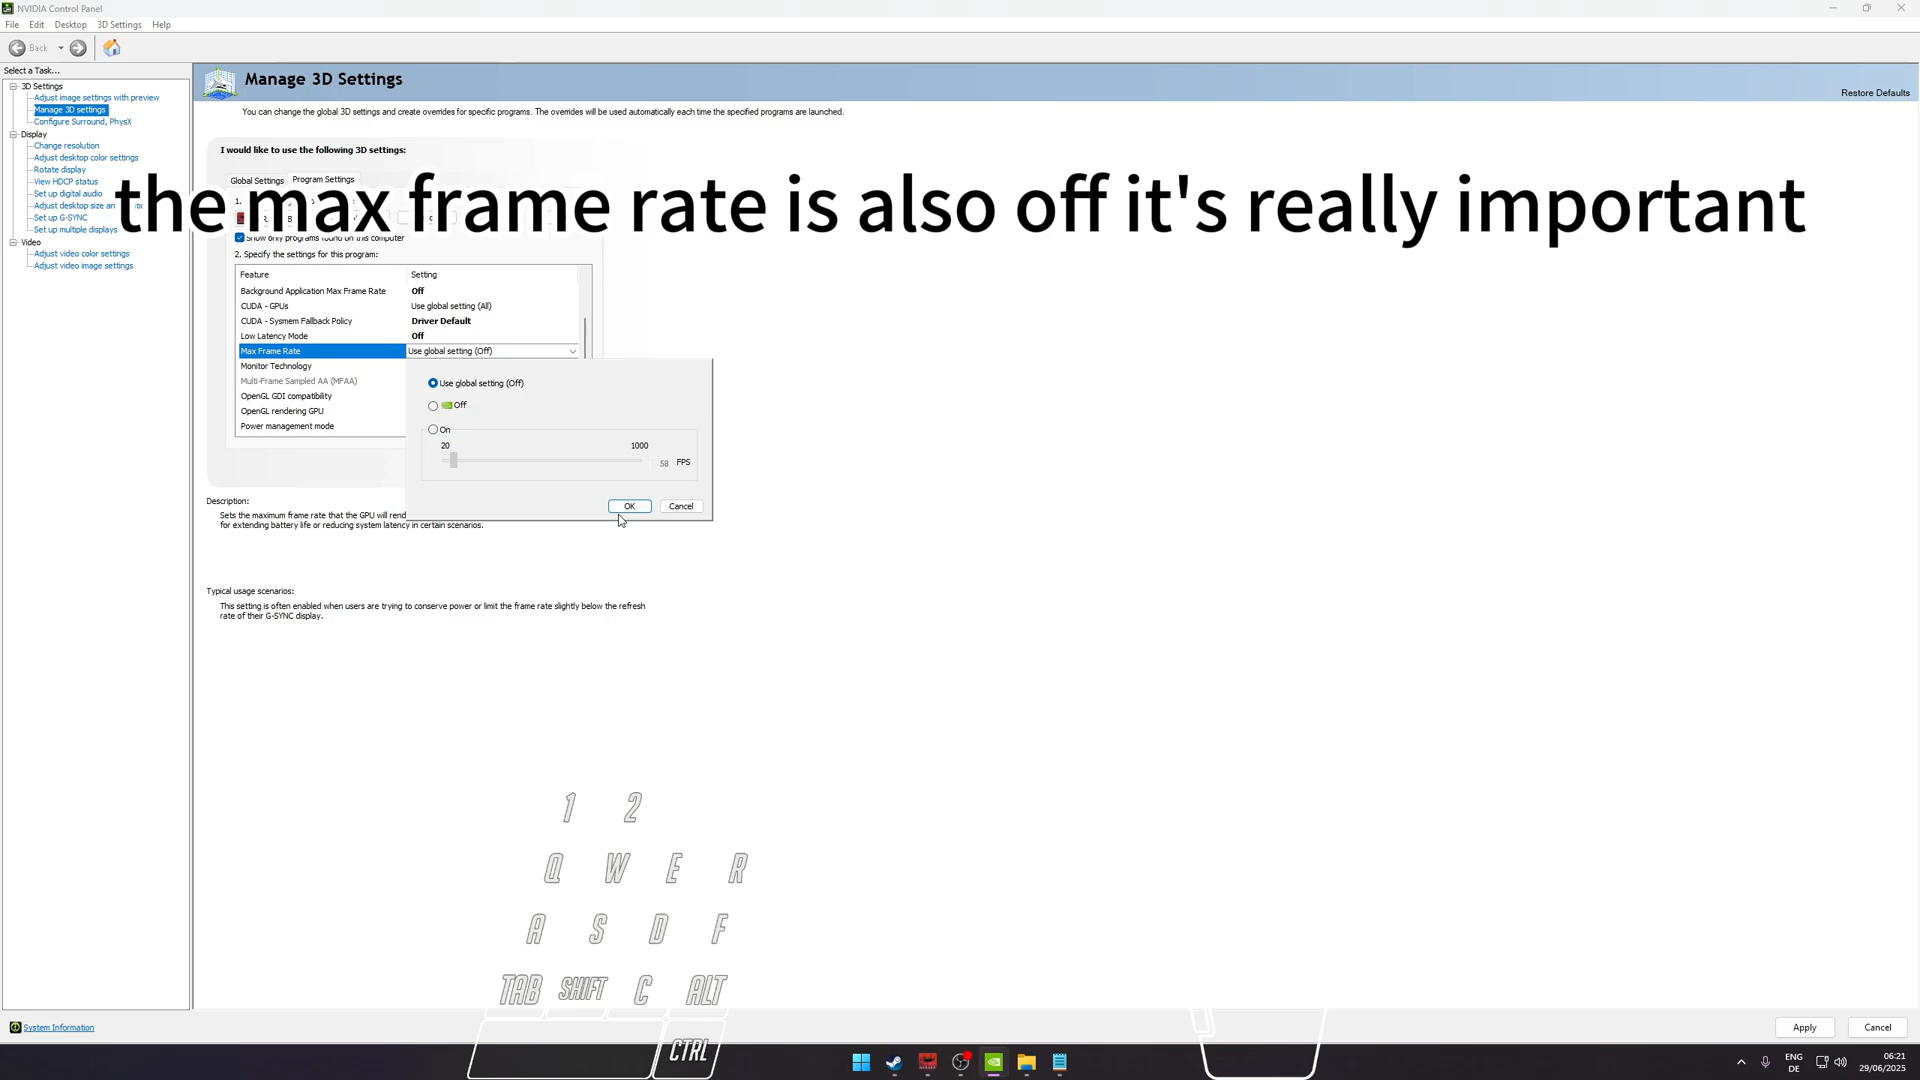 NVIDIA Control Panel
File Edit Desktop 3D Settings Help
Back
Select a Task...
3D Settings
Adjust image settings with preview
Manage 3D settings
Configure Surround, PhysX
Display
Change resolution
Adjust desktop color settings
Rotate display
View HDCP status
Set up digital audio
Adjust desktop size an
Set up G-SYNC
Set up multiple displays
Video
Adjust video color settings
Adjust video image settings
System Information
Manage 3D Settings
Restore Defaults
You can change the global 3D settings and create overrides for specific programs. The overrides will be used automatically each time the specified programs are launched.
I would like to use the following 3D settings:
Global Settings Program Settings
the max frame rate is also off it's really important
Show only programs found on this computer
2. Specify the settings for this program:
Feature Setting
Background Application Max Frame Rate Off
CUDA - GPUs Use global setting (All)
CUDA - Sysmem Fallback Policy Driver Default
Low Latency Mode Off
Max Frame Rate Use global setting (Off)
Monitor Technology
Multi-Frame Sampled AA (MFAA)
OpenGL GDI compatibility
OpenGL rendering GPU
Power management mode
Use global setting (Off)
Off
On
20 1000
58 FPS
OK Cancel
Description:
Sets the maximum frame rate that the GPU will rend
for extending battery life or reducing system latency in certain scenarios.
Typical usage scenarios:
This setting is often enabled when users are trying to conserve power or limit the frame rate slightly below the refresh
rate of their G-SYNC display.
1 2
Q W E R
A S D F
TAB SHIFT C ALT
CTRL
Apply Cancel
ENG
DE
06:21
29/06/2025